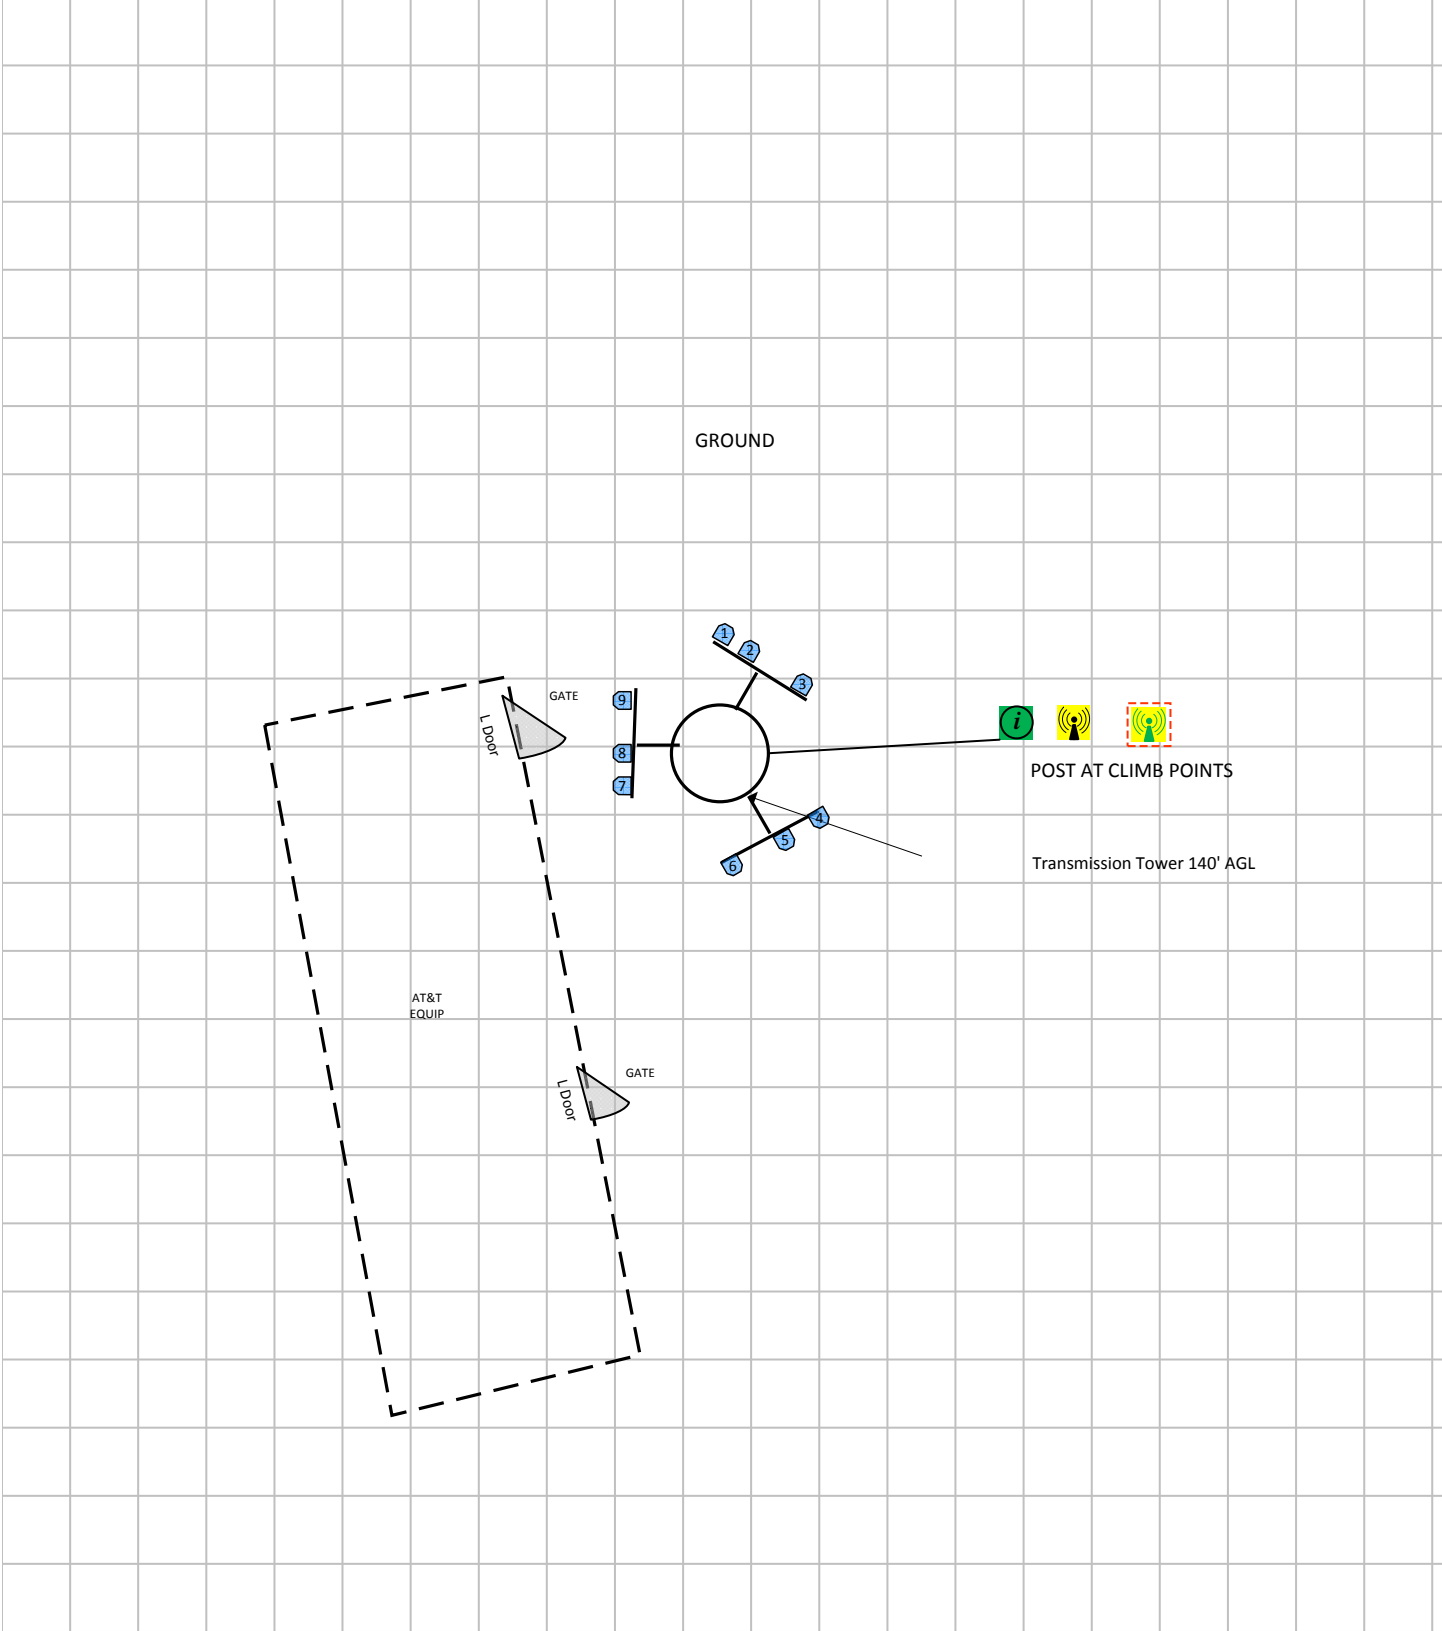 GROUND
1
2
3
9
GATE
L Door
i
8
POST AT CLIMB POINTS
7
4
5
6
Transmission Tower 140' AGL
AT&T
EQUIP
GATE
L Door